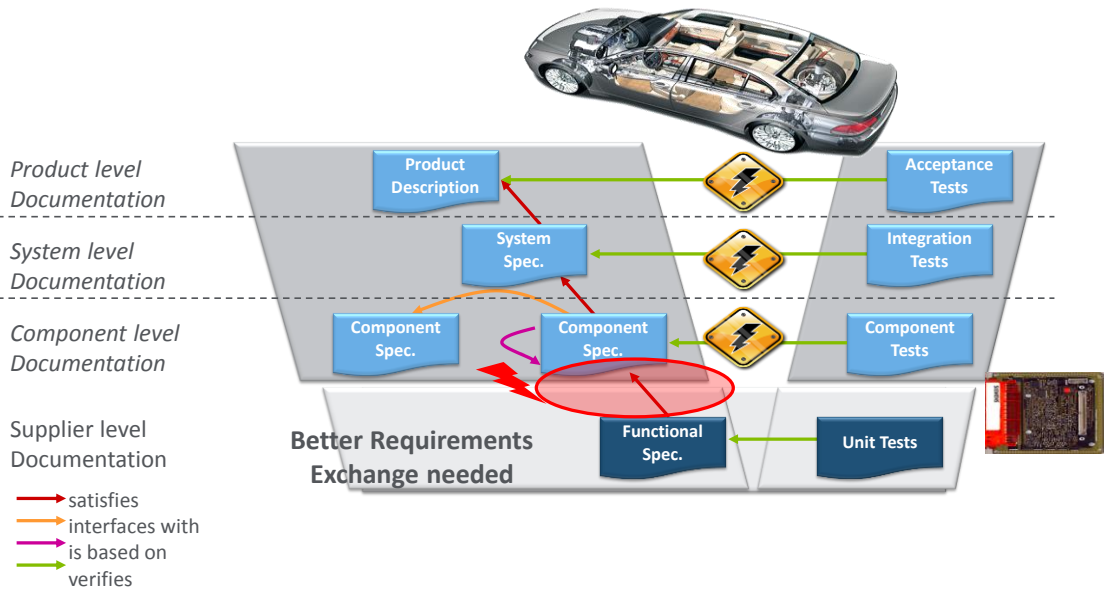 Product level
Documentation
Product
Description
Acceptance
Tests
System level
Documentation
System
Spec.
Integration
Tests
Component level
Documentation
Component
Spec.
Component
Spec.
Component
Tests
Supplier level
Documentation
Better Requirements
Exchange needed
Functional
Spec.
Unit Tests
satisfies
interfaces with
is based on
verifies